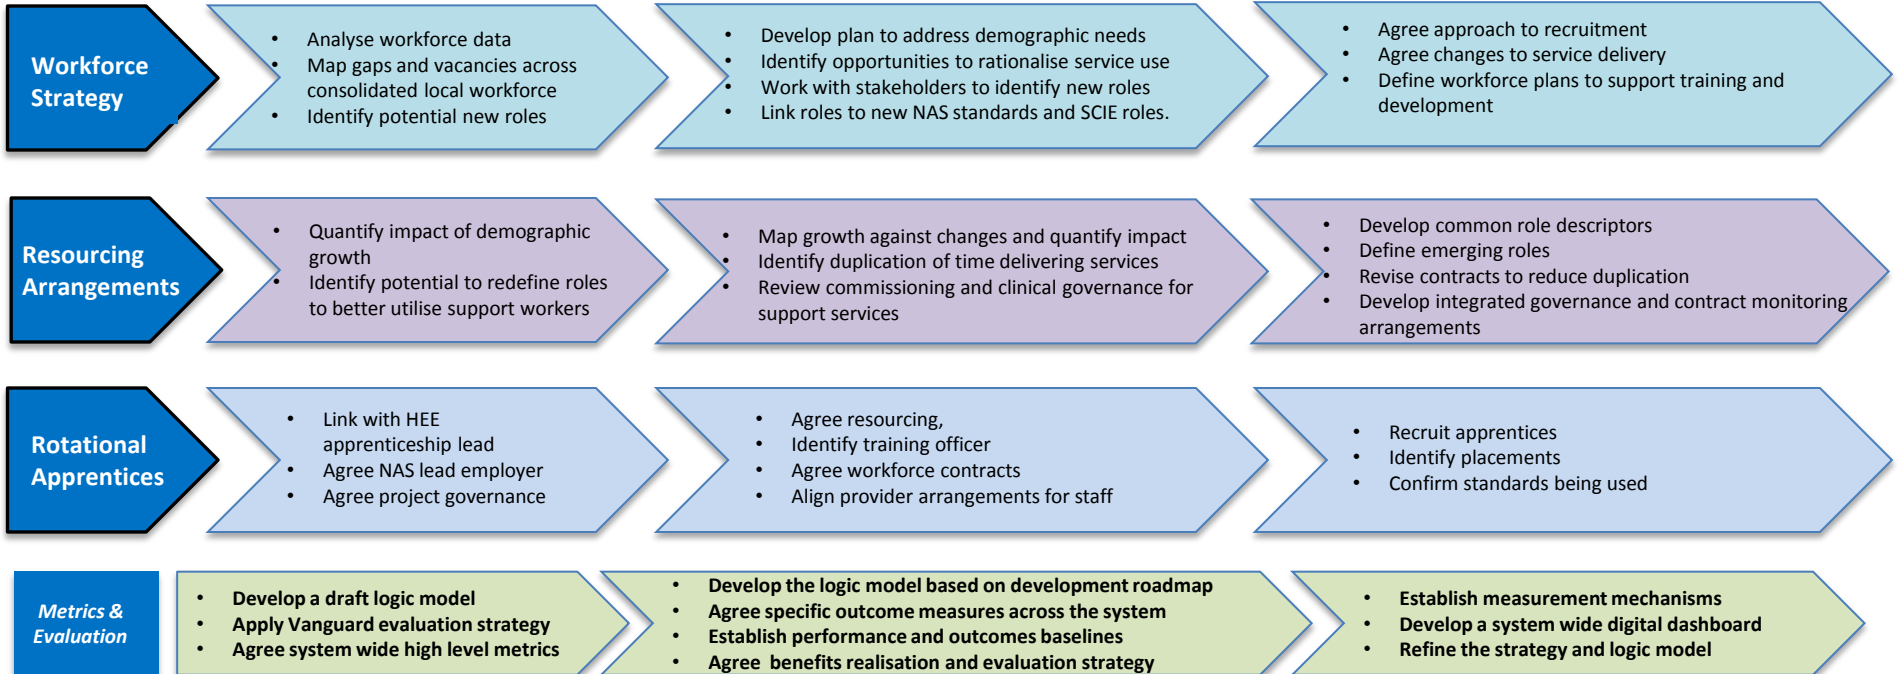 Workforce
Strategy
• Analyse workforce data
• Map gaps and vacancies across
consolidated local workforce
• Identify potential new roles
• Develop plan to address demographic needs
• Identify opportunities to rationalise service use
• Work with stakeholders to identify new roles
• Link roles to new NAS standards and SCIE roles.
• Agree approach to recruitment
• Agree changes to service delivery
• Define workforce plans to support training and
development
Resourcing
Arrangements
• Quantify impact of demographic
growth
• Identify potential to redefine roles
to better utilise support workers
• Map growth against changes and quantify impact
• Identify duplication of time delivering services
• Review commissioning and clinical governance for
support services
• Develop common role descriptors
• Define emerging roles
• Revise contracts to reduce duplication
• Develop integrated governance and contract monitoring
arrangements
Rotational
Apprentices
• Link with HEE
apprenticeship lead
• Agree NAS lead employer
• Agree project governance
• Agree resourcing,
• Identify training officer
• Agree workforce contracts
• Align provider arrangements for staff
• Recruit apprentices
• Identify placements
• Confirm standards being used
Metrics &
Evaluation
• Develop a draft logic model
• Apply Vanguard evaluation strategy
• Agree system wide high level metrics
• Develop the logic model based on development roadmap
• Agree specific outcome measures across the system
• Establish performance and outcomes baselines
• Agree  benefits realisation and evaluation strategy
• Establish measurement mechanisms
• Develop a system wide digital dashboard
• Refine the strategy and logic model